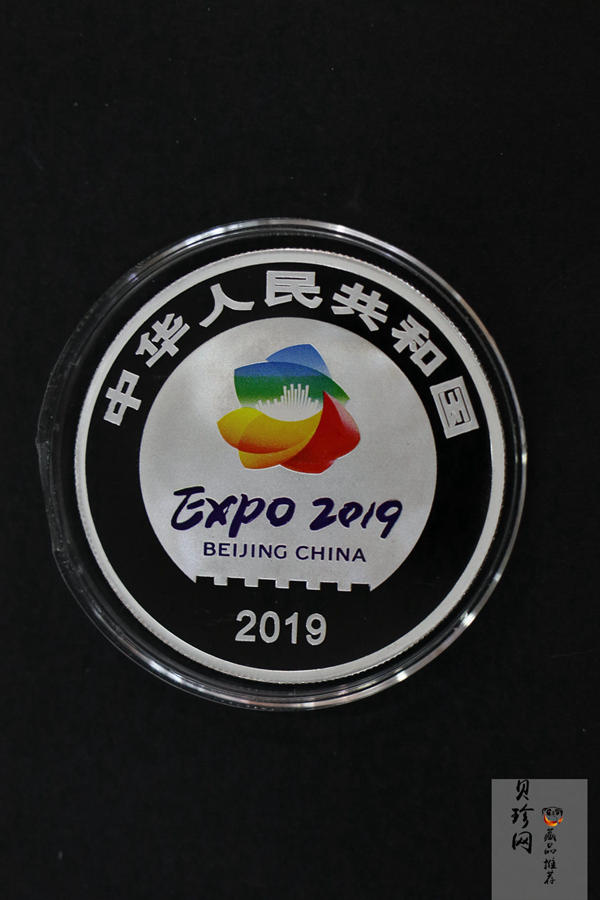 中华人民共和国
EXPO 2019
BEIJING CHINA
2019
贝珍网
藏品推荐